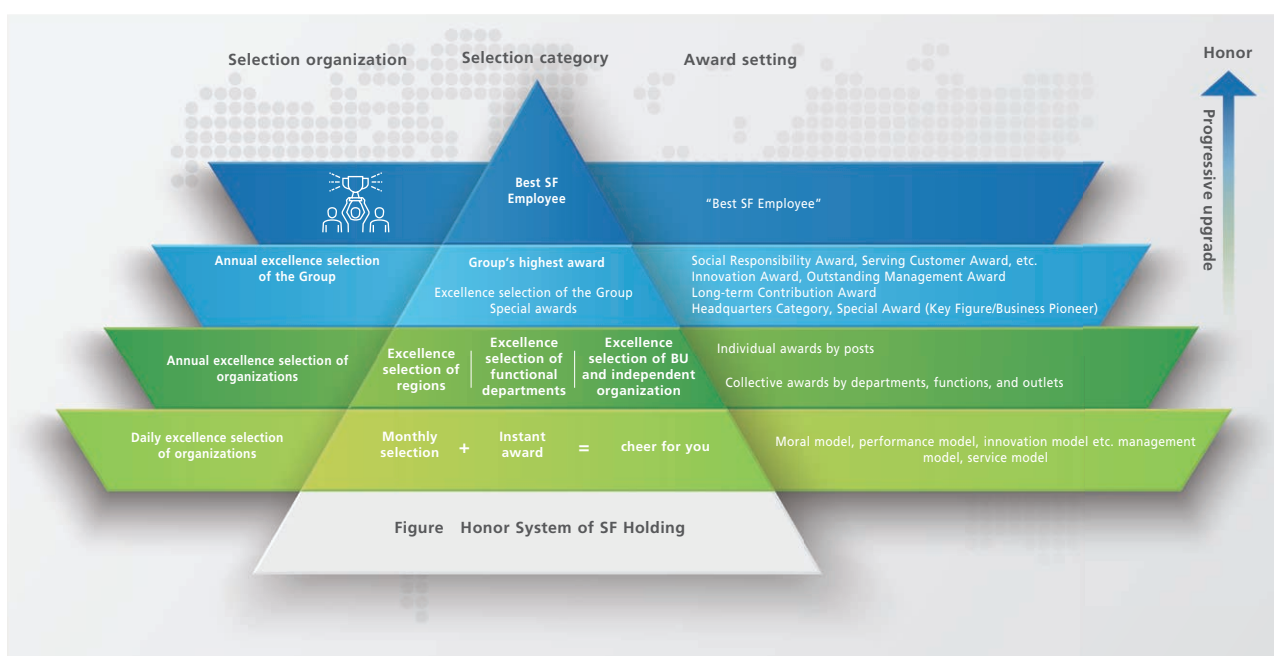 Selection organization
Selection category
Award setting
Honor
Progressive upgrade
Best SF
Employee
“Best SF Employee“
Annual excellence selection
of the Group
Group's highest award
Excellence selection of the Group
Special awards
Social Responsibility Award, Serving Customer Award, etc.
Innovation Award, Outstanding Management Award
Long-term Contribution Award
Headquarters Category, Special Award (Key Figure/Business Pioneer)
Annual excellence selection of
organizations
Excellence
selection of
regions
Excellence
selection of
functional
departments
Excellence
selection of BU
and independent
organization
Individual awards by posts
Collective awards by departments, functions, and outlets
Daily excellence selection
of organizations
Monthly
selection
+
Instant
award
=
cheer for you
Moral model, performance model, innovation model etc. management
model, service model
Figure Honor System of SF Holding